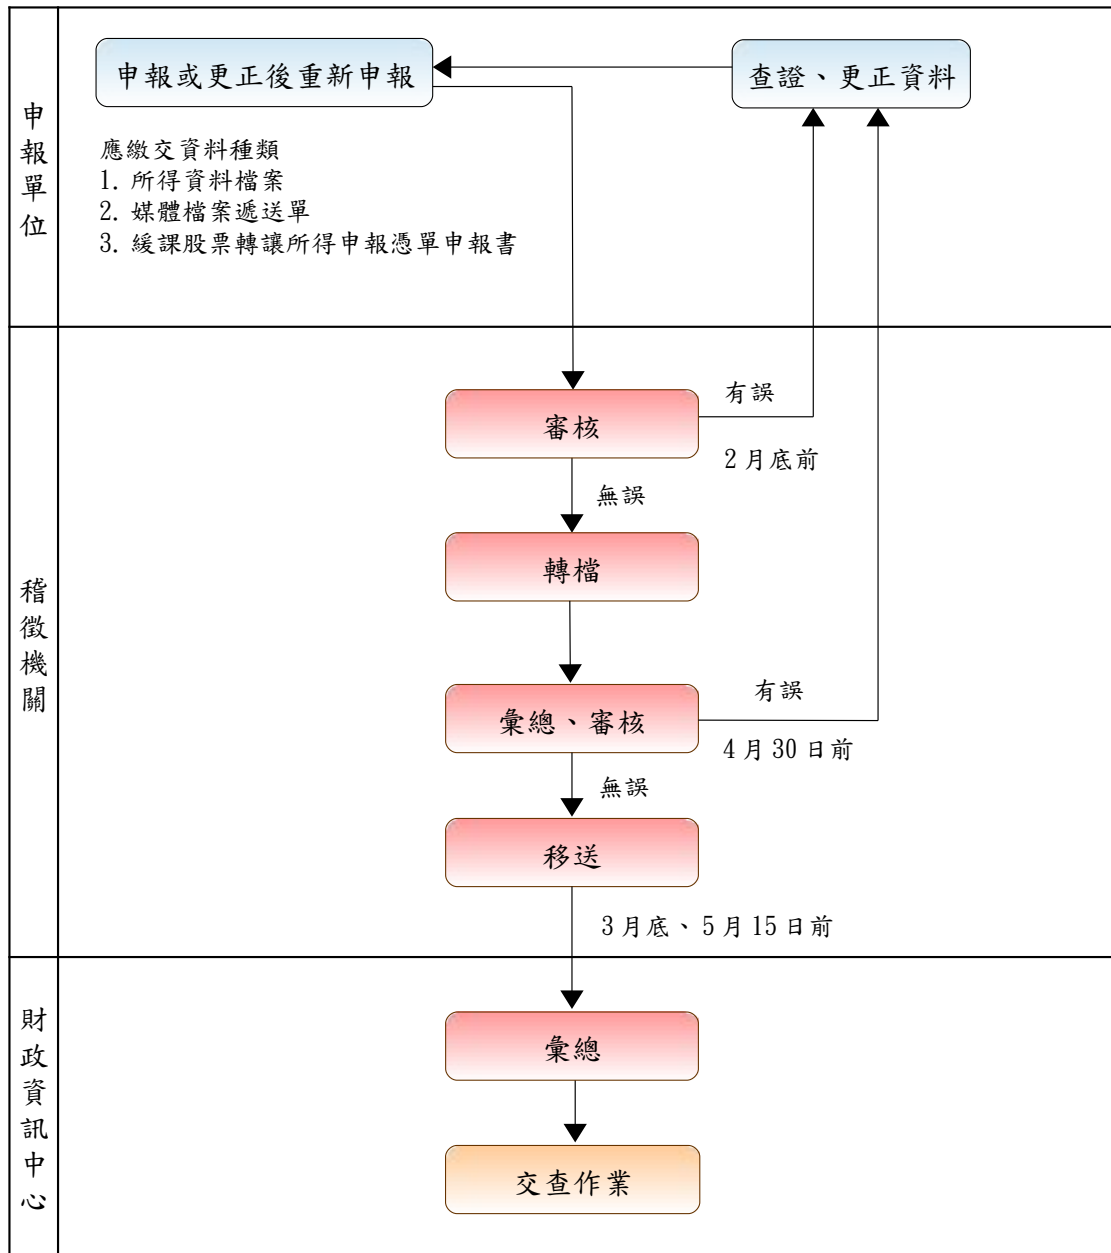 申報單位
申報或更正後重新申報
查證、更正資料
應繳交資料種類
1. 所得資料檔案
2. 媒體檔案遞送單
3. 緩課股票轉讓所得申報憑單申報書
稽徵機關
審核
有誤
2月底前
無誤
轉檔
彙總、審核
有誤
4月30日前
無誤
移送
3月底、5月15日前
財政資訊中心
彙總
交查作業